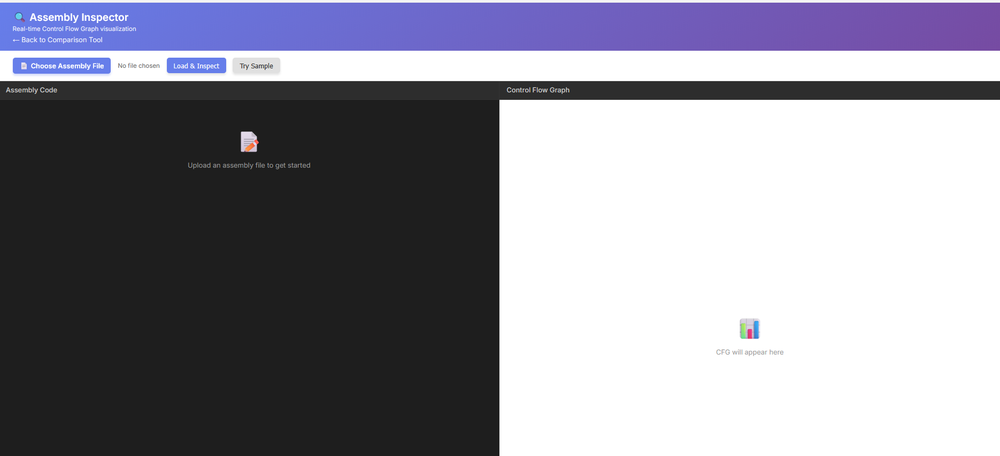 Assembly Inspector
Real-time Control Flow Graph visualization
← Back to Comparison Tool
Choose Assembly File
No file chosen
Load & Inspect
Try Sample
Assembly Code
Control Flow Graph
Upload an assembly file to get started
CFG will appear here